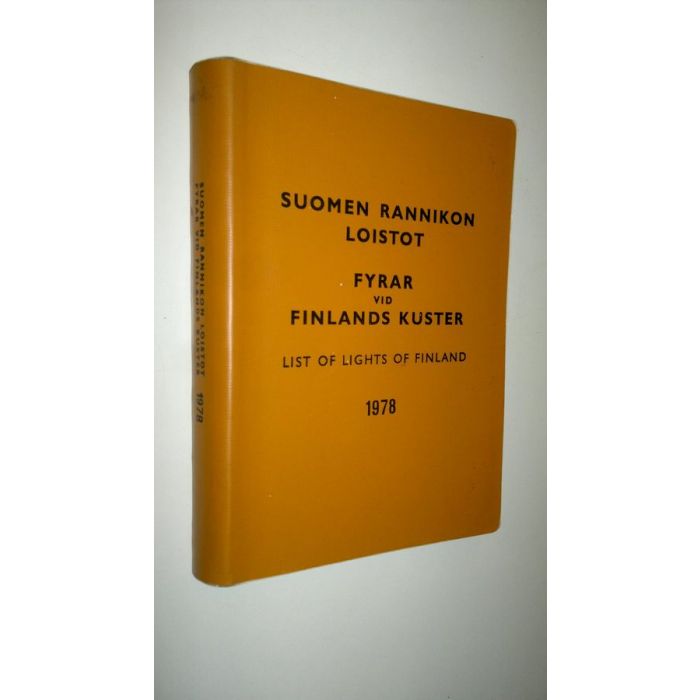 SUOMEN RANNIKON
LOISTOT
FYRAR
VID
FINLANDS KUSTER
LIST OF LIGHTS OF FINLAND
1978
SUOMEN RANNIKON LOISTOT
FYRAR VID FINLANDS KUSTER
1978